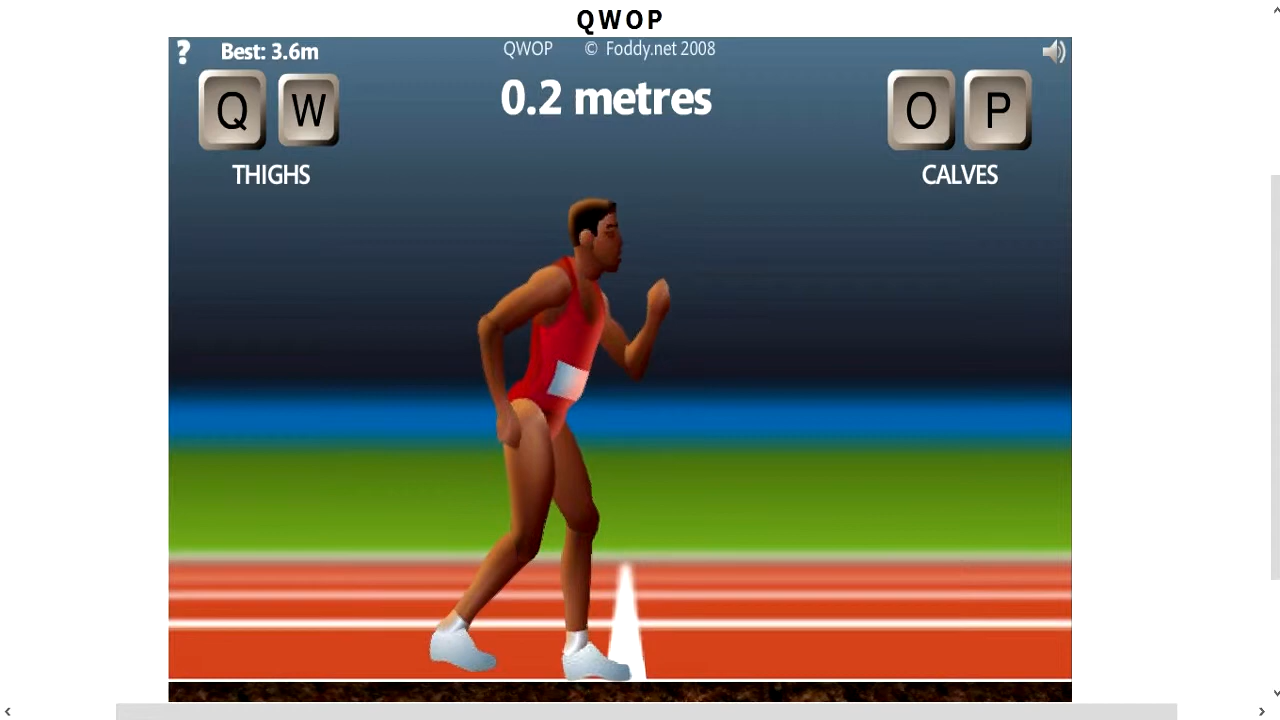 QWOP
? Best: 3.6m QWOP © Foddy.net 2008
Q W 0.2 metres O P
THIGHS CALVES